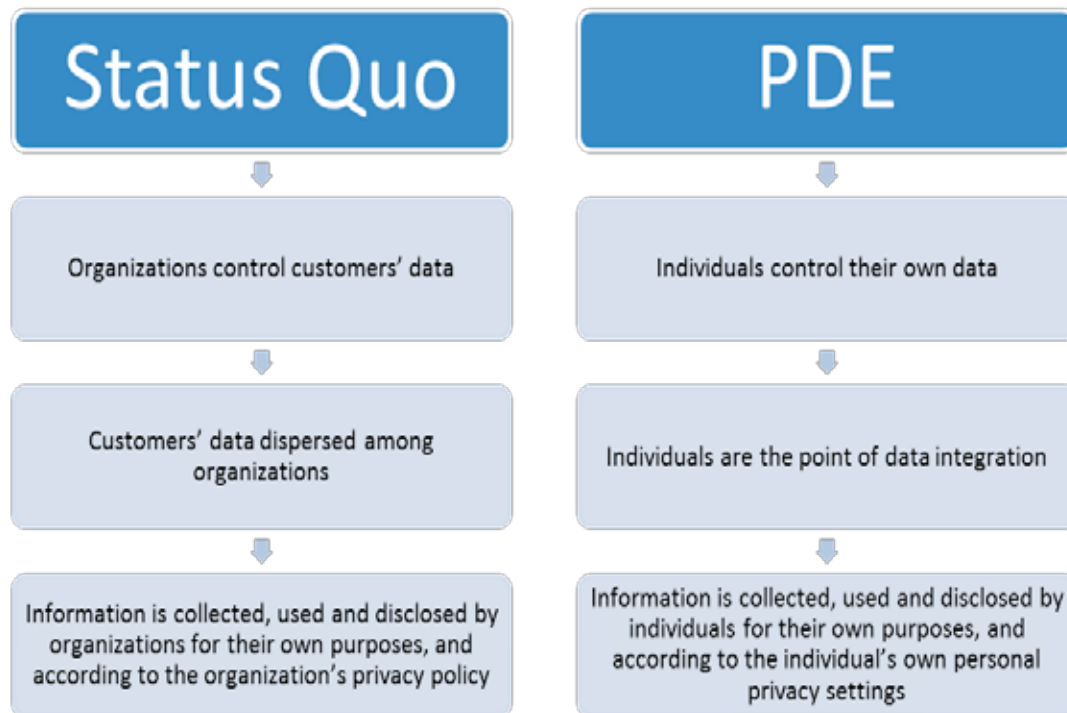 Status Quo
Organizations control customers' data
Customers' data dispersed among
organizations
Information is collected, used and disclosed by
organizations for their own purposes, and
according to the organization's privacy policy
PDE
Individuals control their own data
Individuals are the point of data integration
Information is collected, used and disclosed by
individuals for their own purposes, and
according to the individual's own personal
privacy settings